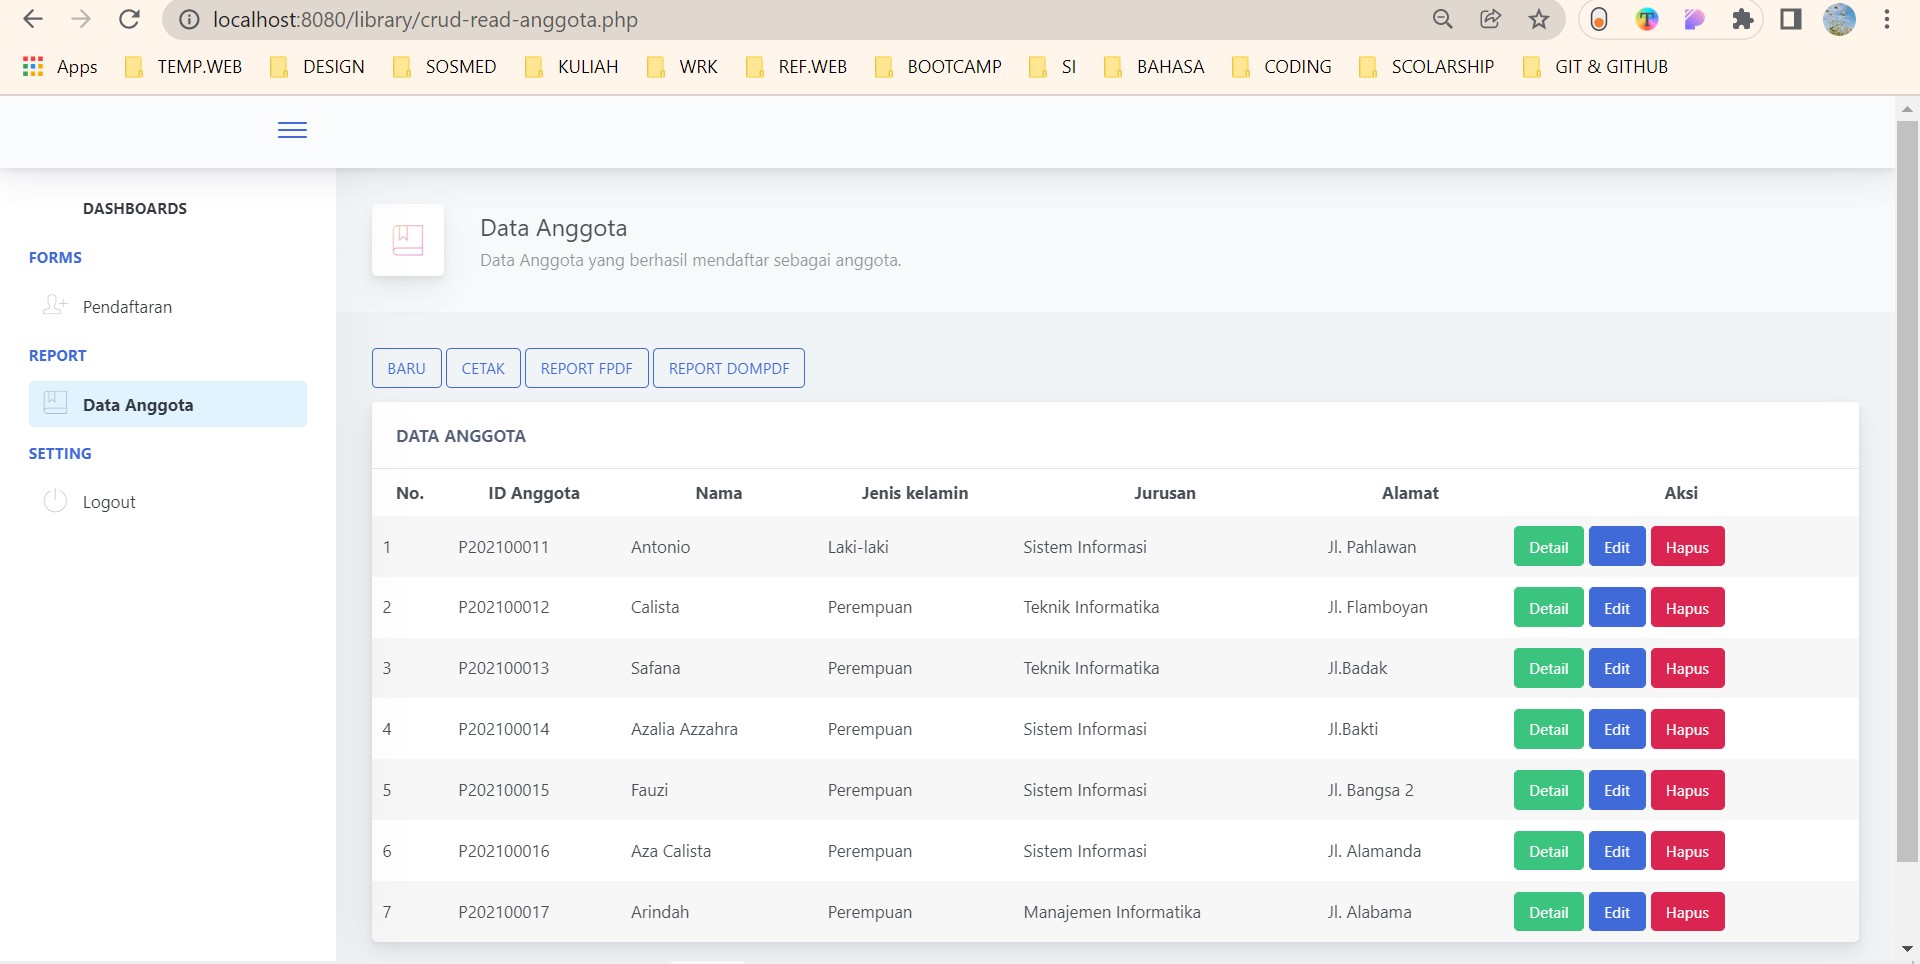 localhost:8080/library/crud-read-anggota.php
Apps TEMP.WEB DESIGN SOSMED KULIAH WRK REF.WEB BOOTCAMP SI BAHASA CODING SCOLARSHIP GIT & GITHUB
DASHBOARDS
FORMS
Pendaftaran
REPORT
Data Anggota
SETTING
Logout
Data Anggota
Data Anggota yang berhasil mendaftar sebagai anggota.
BARU CETAK REPORT FPDF REPORT DOMPDF
DATA ANGGOTA
No. ID Anggota Nama Jenis kelamin Jurusan Alamat Aksi
1 P202100011 Antonio Laki-laki Sistem Informasi Jl. Pahlawan Detail Edit Hapus
2 P202100012 Calista Perempuan Teknik Informatika Jl. Flamboyan Detail Edit Hapus
3 P202100013 Safana Perempuan Teknik Informatika Jl.Badak Detail Edit Hapus
4 P202100014 Azalia Azzahra Perempuan Sistem Informasi Jl.Bakti Detail Edit Hapus
5 P202100015 Fauzi Perempuan Sistem Informasi Jl. Bangsa 2 Detail Edit Hapus
6 P202100016 Aza Calista Perempuan Sistem Informasi Jl. Alamanda Detail Edit Hapus
7 P202100017 Arindah Perempuan Manajemen Informatika Jl. Alabama Detail Edit Hapus